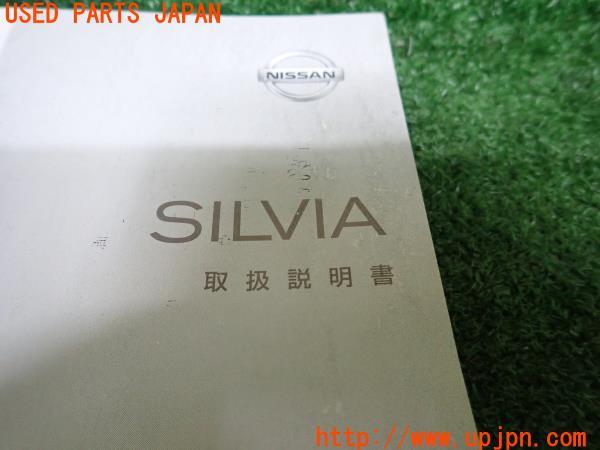 USED PARTS JAPAN
NISSAN
SILVIA
取扱説明書
http://www.upjpn.com